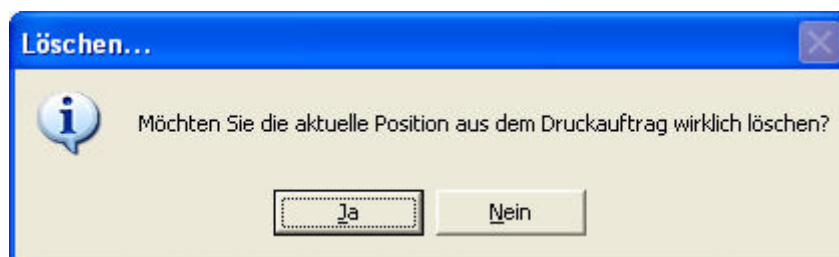 Löschen...
Möchten Sie die aktuelle Position aus dem Druckauftrag wirklich löschen?
Ja
Nein